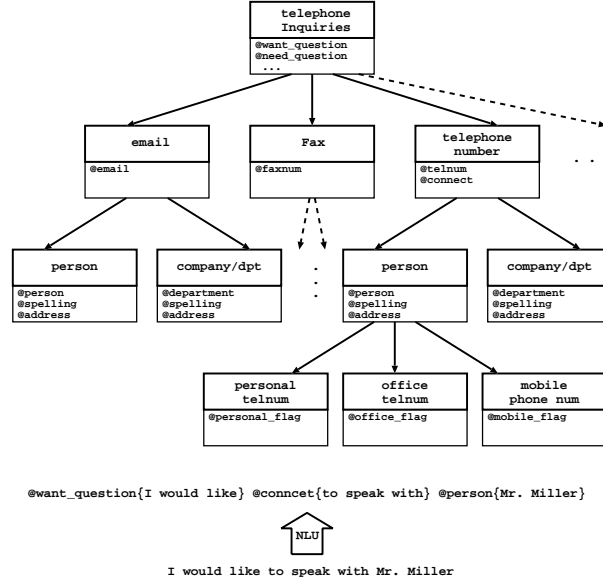 telephone
Inquiries
@want_question
@need_question
...
email
@email
Fax
@faxnum
telephone
number
@telnum
@connect
. .
person
@person
@spelling
@address
company/dpt
@department
@spelling
@address
.
.
.
person
@person
@spelling
@address
company/dpt
@department
@spelling
@address
personal
telnum
@personal_flag
office
telnum
@office_flag
mobile
phone num
@mobile_flag
@want_question{I would like} @conncet{to speak with} @person{Mr. Miller}
NLU
I would like to speak with Mr. Miller